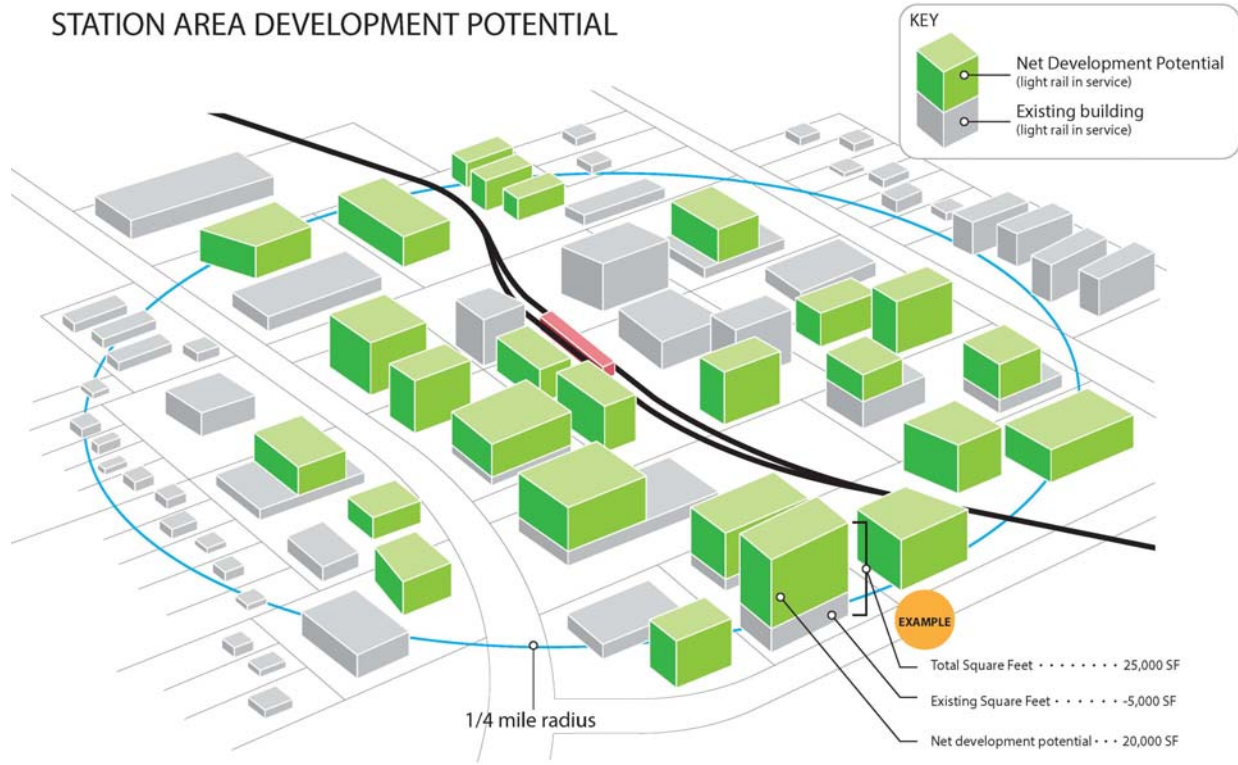 STATION AREA DEVELOPMENT POTENTIAL
KEY
Net Development Potential
(light rail in service)
Existing building
(light rail in service)
EXAMPLE
Total Square Feet · · · · · · · · 25,000 SF
Existing Square Feet · · · · · · -5,000 SF
Net development potential · · · 20,000 SF
1/4 mile radius